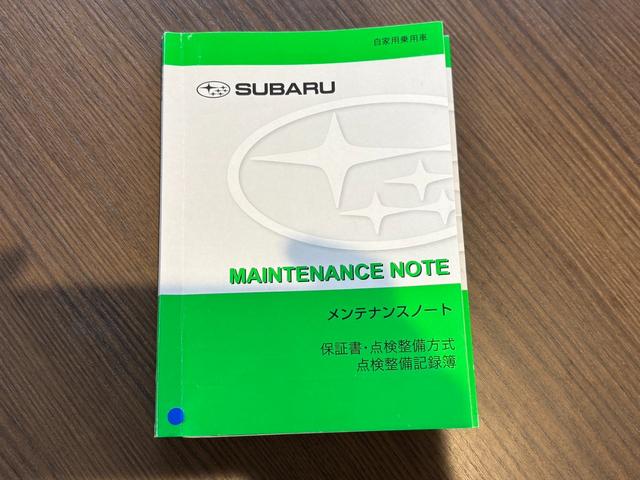 自家用乗用車
SUBARU
MAINTENANCE NOTE
メンテナンスノート
保証書・点検整備方式
点検整備記録簿